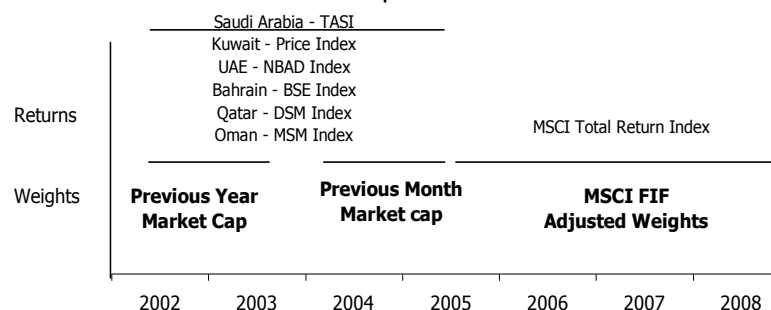 Saudi Arabia - TASI
Kuwait - Price Index
UAE - NBAD Index
Bahrain - BSE Index
Qatar - DSM Index
Oman - MSM Index
Returns
MSCI Total Return Index
Weights
Previous Year
Market Cap
Previous Month
Market cap
MSCI FIF
Adjusted Weights
2002 2003 2004 2005 2006 2007 2008